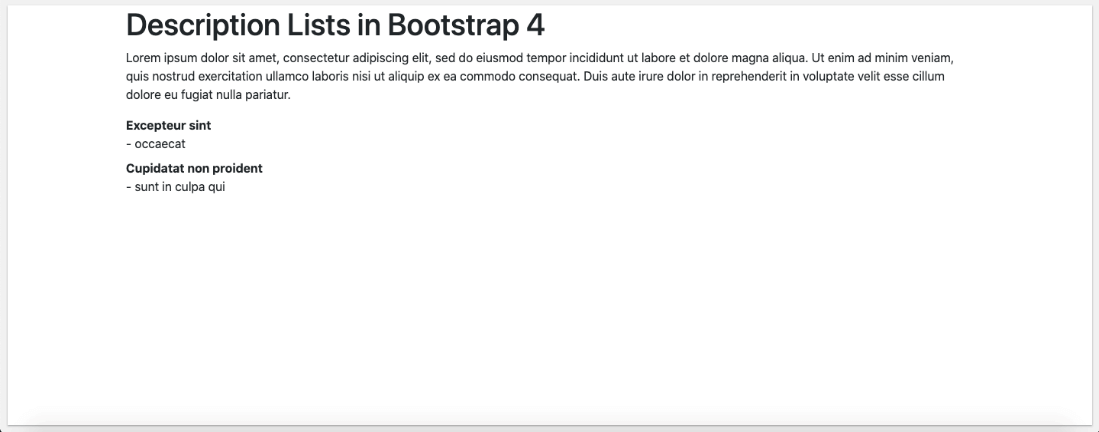 Description Lists in Bootstrap 4
Lorem ipsum dolor sit amet, consectetur adipiscing elit, sed do eiusmod tempor incididunt ut labore et dolore magna aliqua. Ut enim ad minim veniam,
quis nostrud exercitation ullamco laboris nisi ut aliquip ex ea commodo consequat. Duis aute irure dolor in reprehenderit in voluptate velit esse cillum
dolore eu fugiat nulla pariatur.
Excepteur sint
- occaecat
Cupidatat non proident
- sunt in culpa qui